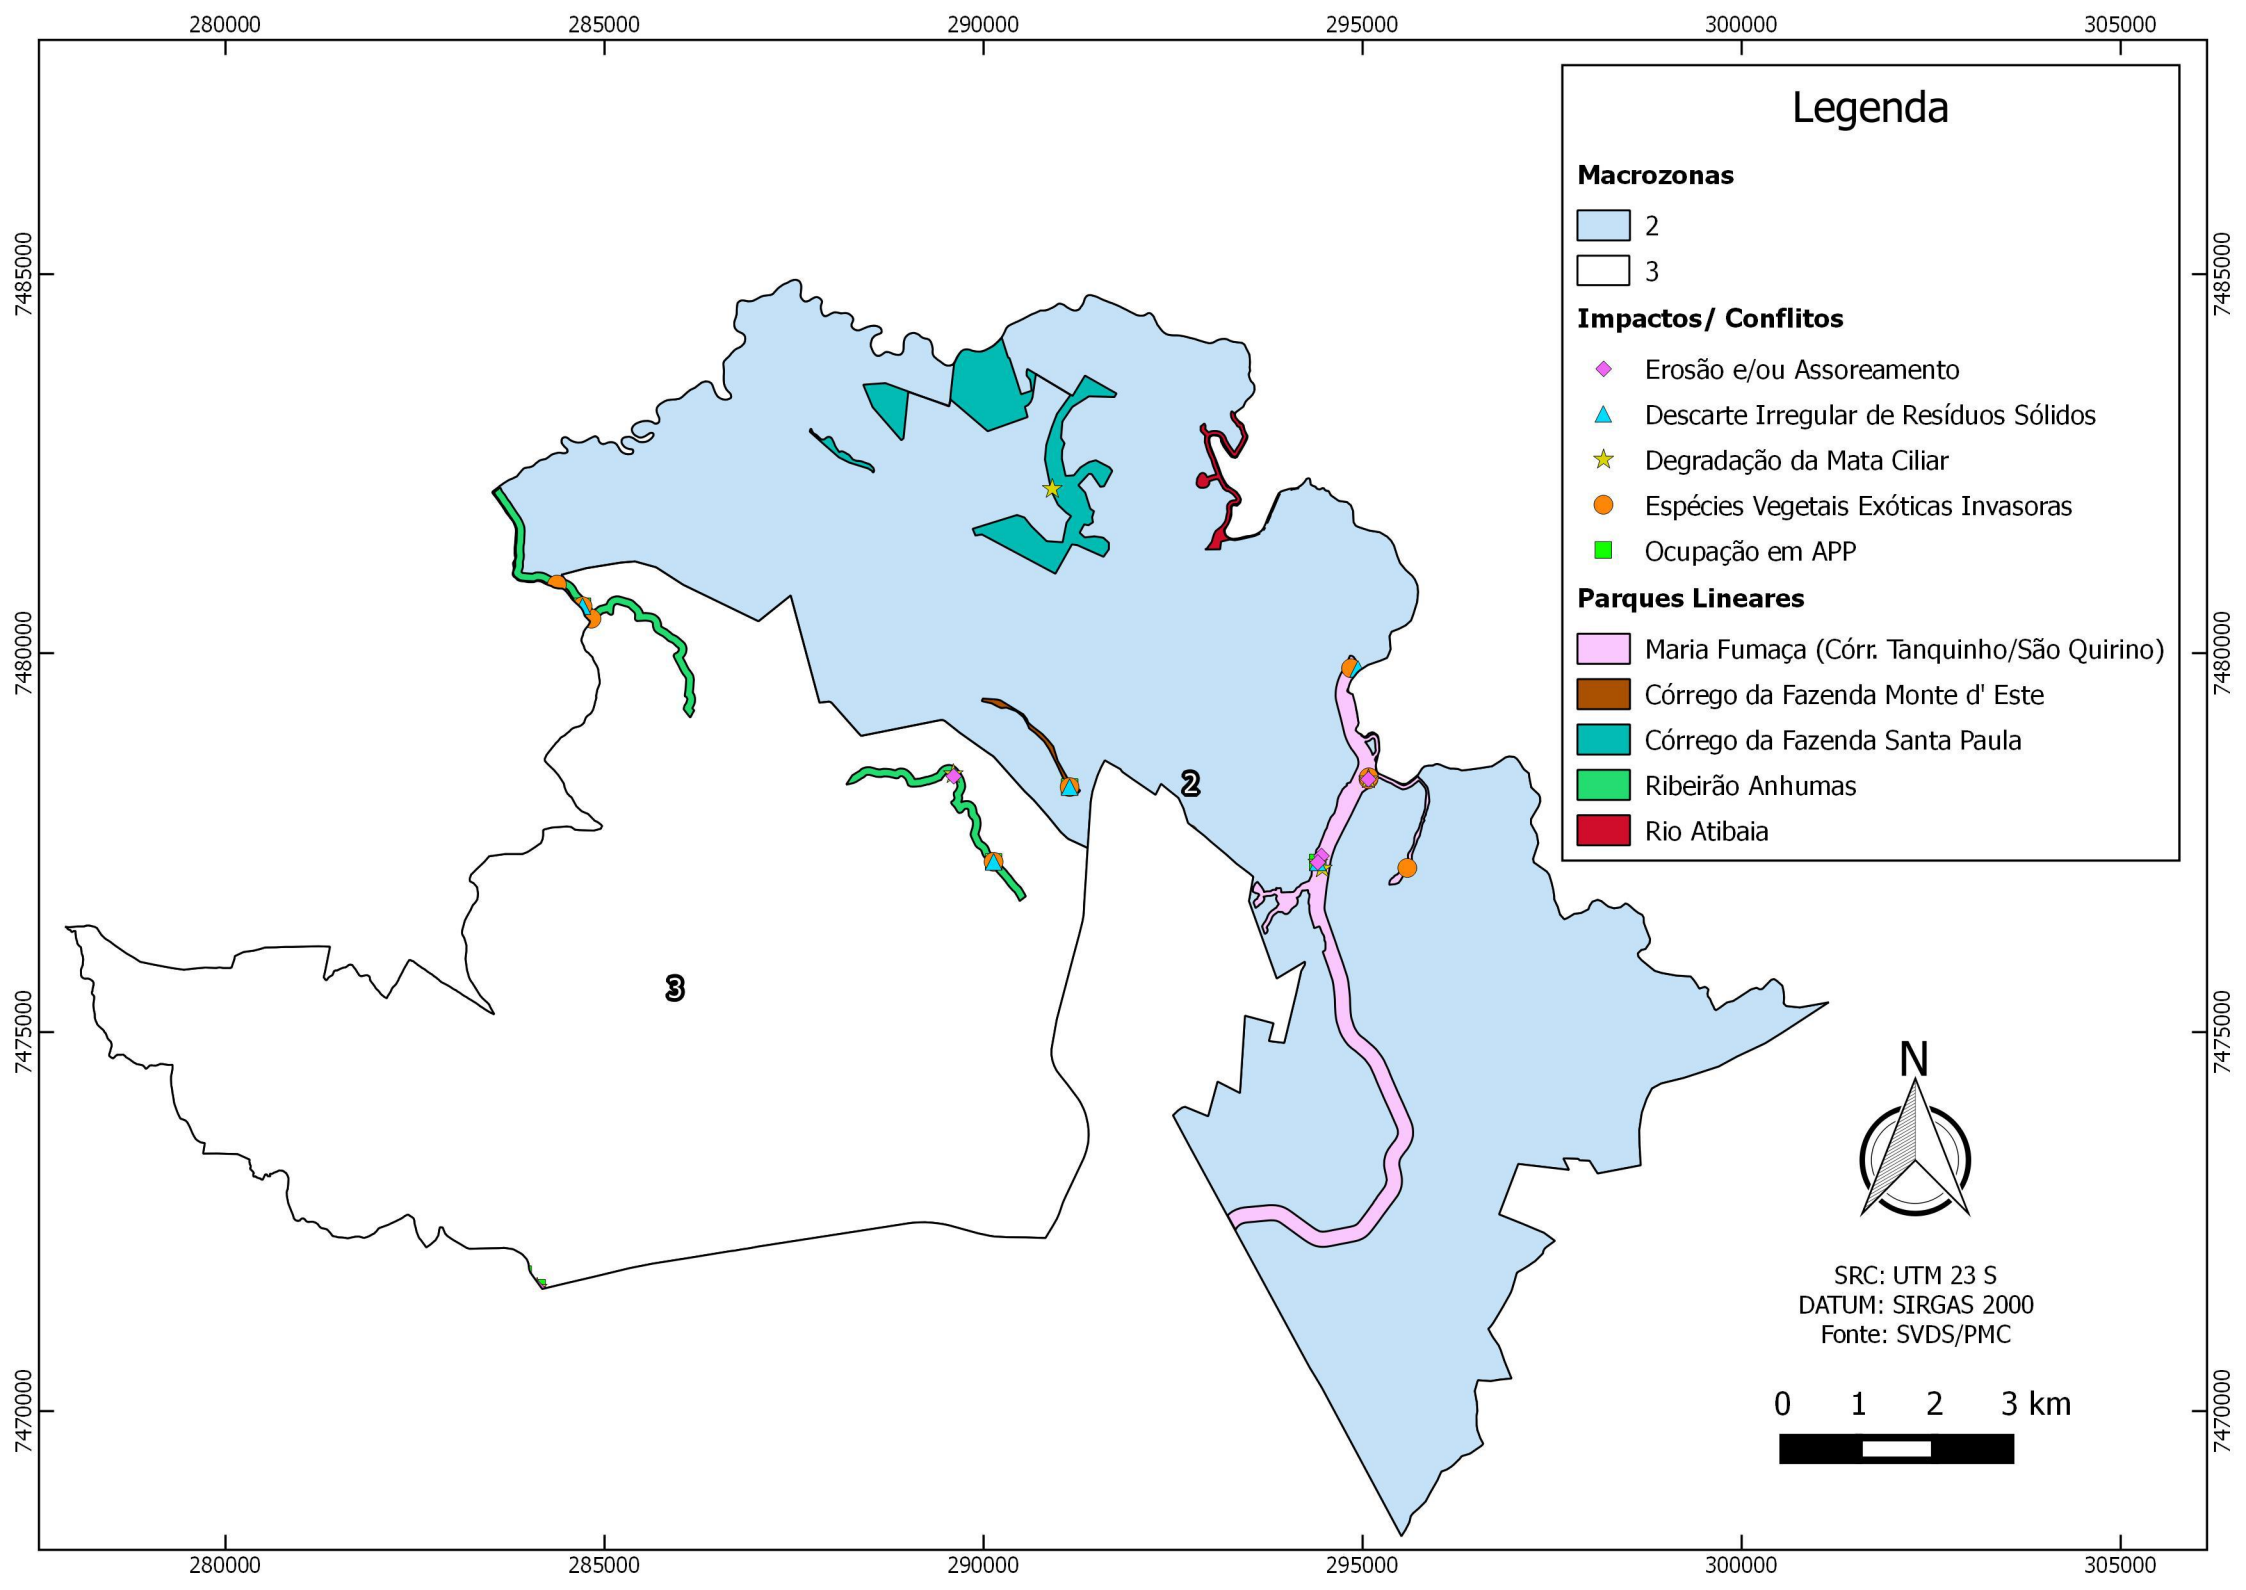 280000 285000 290000 295000 300000 305000
Legenda
Macrozonas
2
3
Impactos/ Conflitos
Erosão e/ou Assoreamento
Descarte Irregular de Resíduos Sólidos
Degradação da Mata Ciliar
Espécies Vegetais Exóticas Invasoras
Ocupação em APP
Parques Lineares
Maria Fumaça (Córr. Tanquinho/São Quirino)
Córrego da Fazenda Monte d' Este
Córrego da Fazenda Santa Paula
Ribeirão Anhumas
Rio Atibaia
7485000
7480000
7475000
7470000
7485000
7480000
7475000
7470000
2
3
N
SRC: UTM 23 S
DATUM: SIRGAS 2000
Fonte: SVDS/PMC
0 1 2 3 km
280000 285000 290000 295000 300000 305000